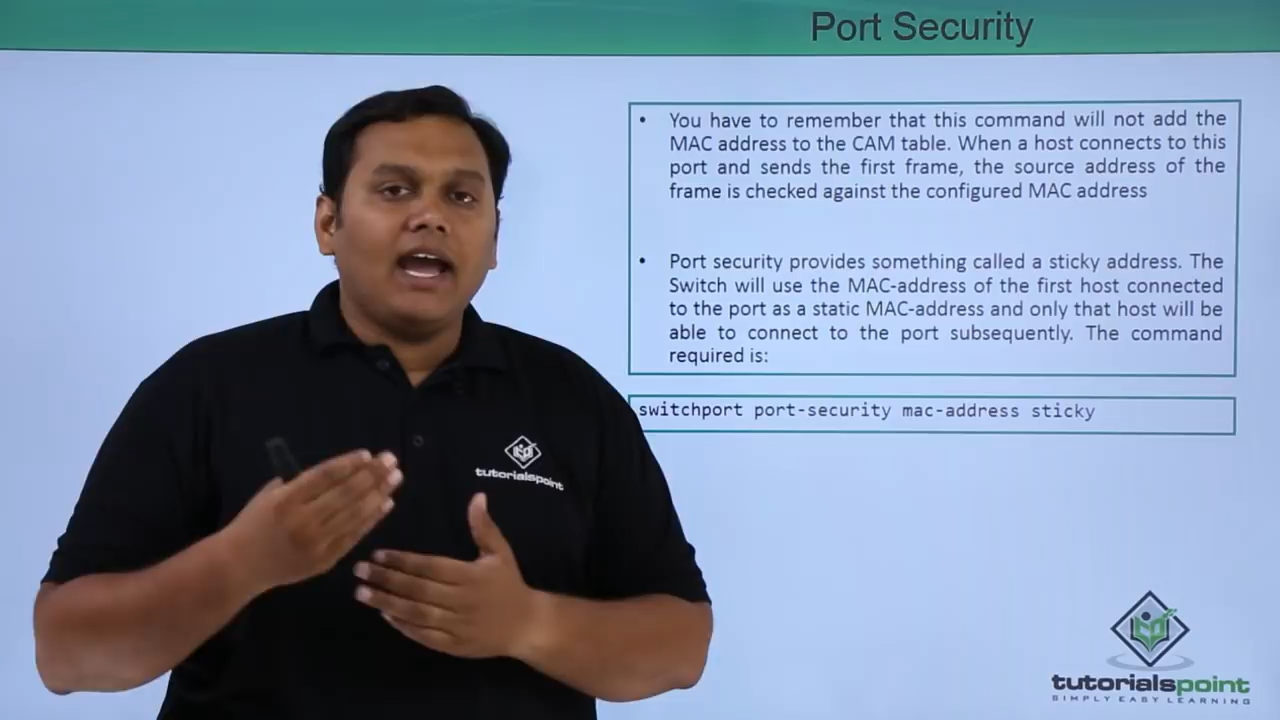 Port Security
• You have to remember that this command will not add the
MAC address to the CAM table. When a host connects to this
port and sends the first frame, the source address of the
frame is checked against the configured MAC address
• Port security provides something called a sticky address. The
Switch will use the MAC-address of the first host connected
to the port as a static MAC-address and only that host will be
able to connect to the port subsequently. The command
required is:
switchport port-security mac-address sticky
tutorialspoint
tutorialspoint
SIMPLY EASY LEARNING